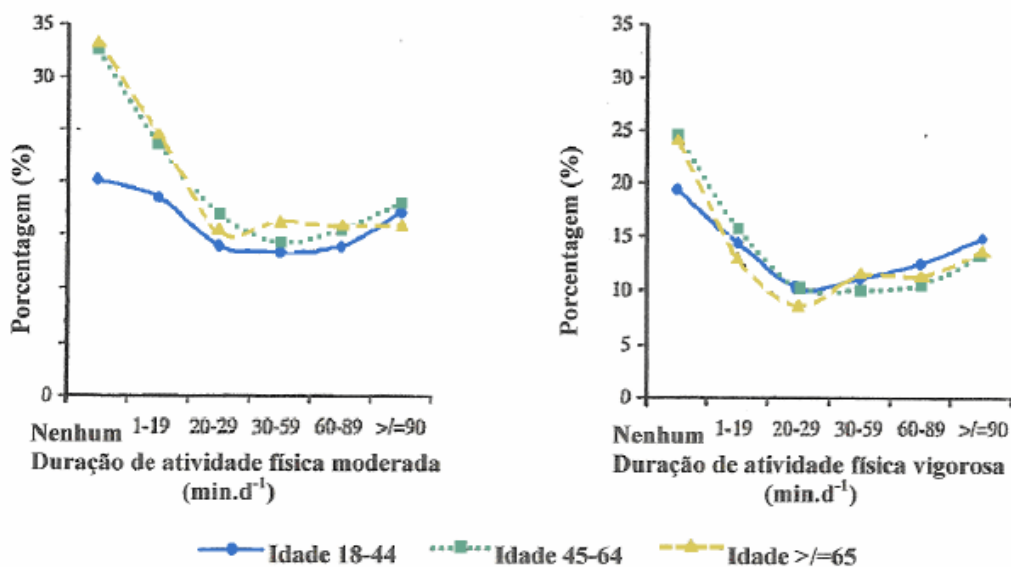 35
30
0
Porcentagem (%)
Nenhum 1-19 20-29 30-59 60-89 >/=90
Duração de atividade física moderada
(min.d⁻¹)
35
30
25
20
15
10
5
0
Porcentagem (%)
Nenhum 1-19 20-29 30-59 60-89 >/=90
Duração de atividade física vigorosa
(min.d⁻¹)
Idade 18-44 Idade 45-64 Idade >/=65